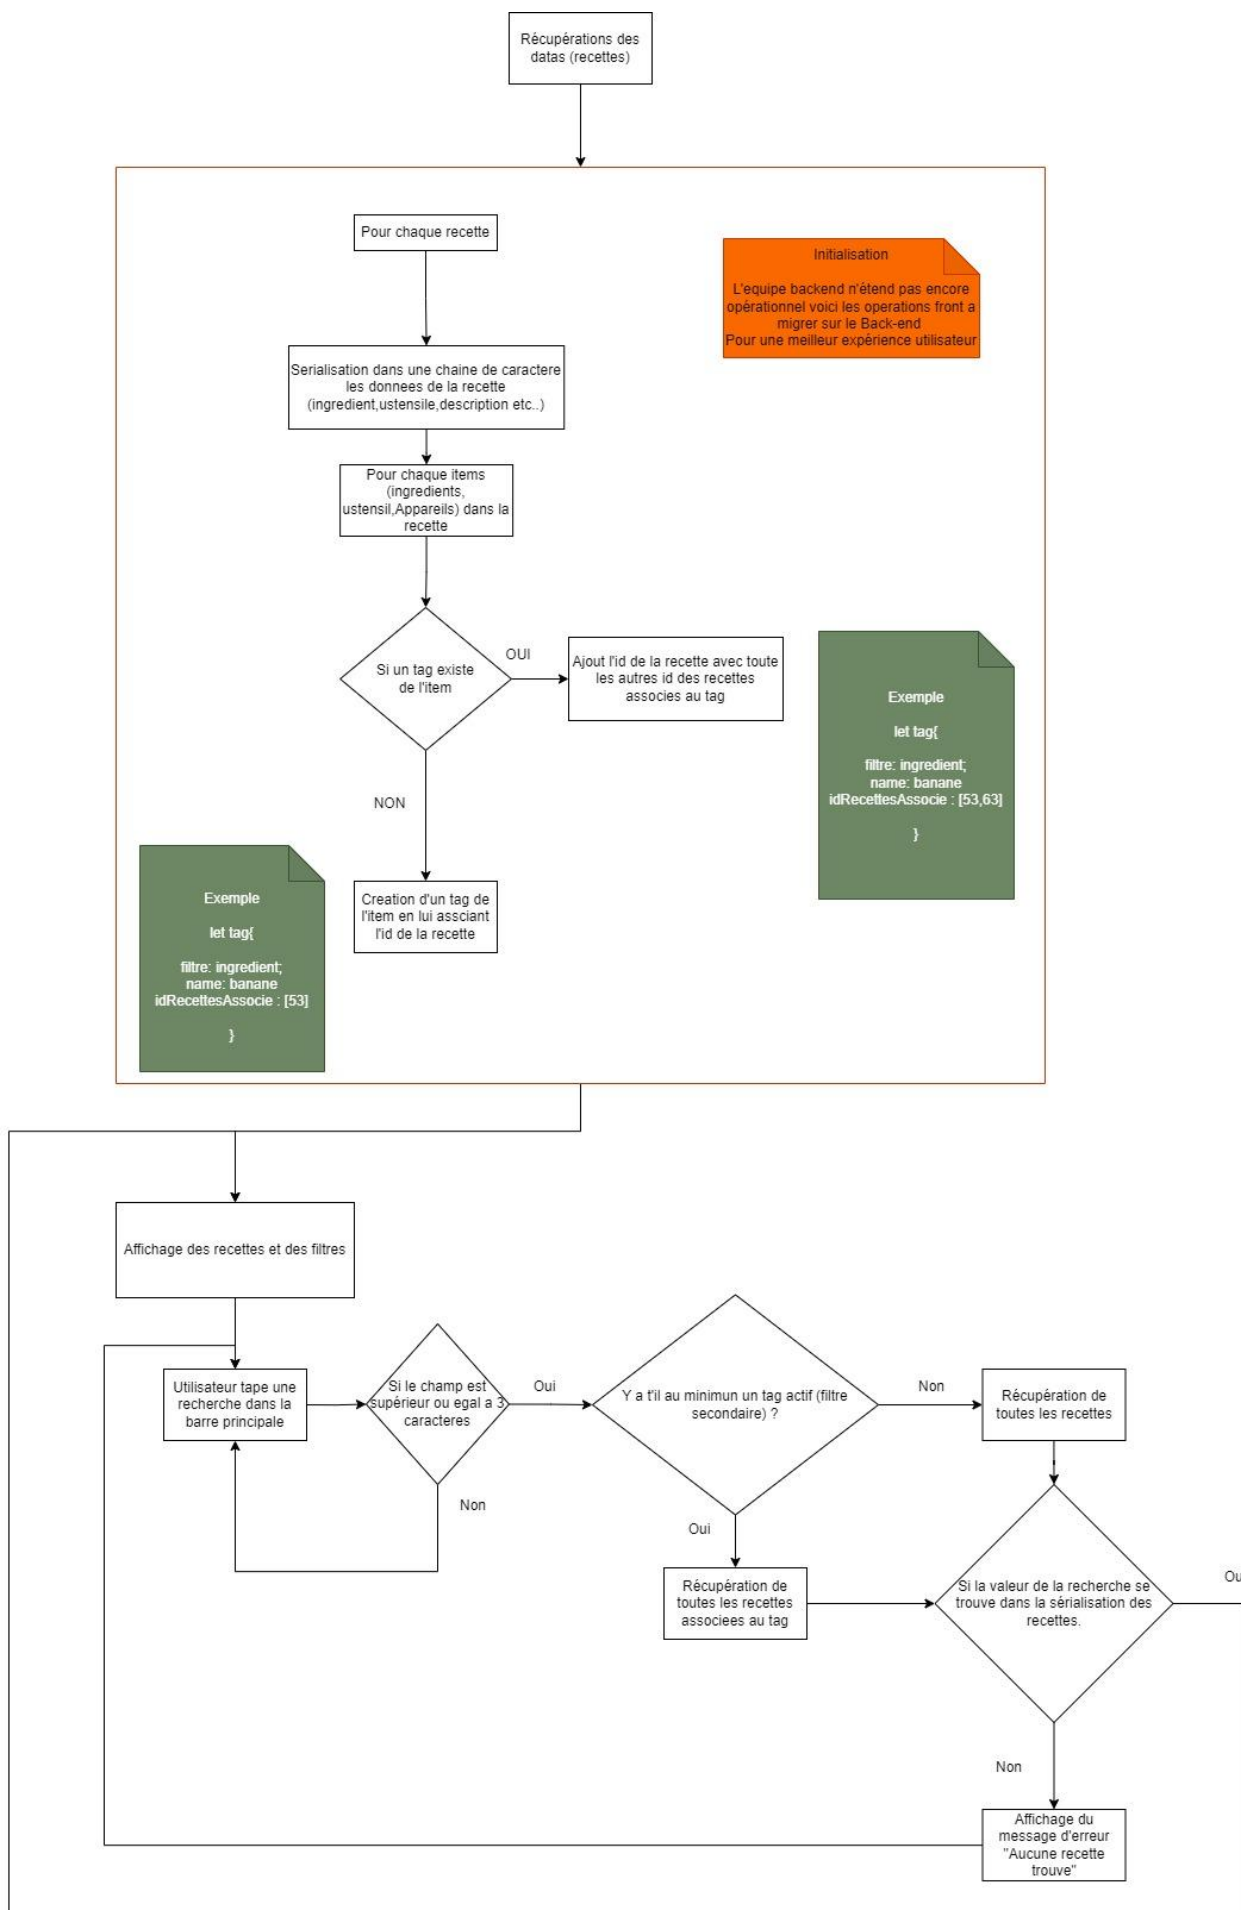 Récupérations des
datas (recettes)
Pour chaque recette
Initialisation
L'equipe backend n'étend pas encore
opérationnel voici les operations front a
migrer sur le Back-end
Pour une meilleur expérience utilisateur
Serialisation dans une chaine de caractere
les donnees de la recette
(ingredient,ustensile,description etc..)
Pour chaque items
(ingredients,
ustensil,Appareils) dans la
recette
Si un tag existe
de l'item
OUI
Ajout l'id de la recette avec toute
les autres id des recettes
associes au tag
Exemple
let tag{
filtre: ingredient;
name: banane
idRecettesAssocie : [53,63]
}
NON
Creation d'un tag de
l'item en lui assciant
l'id de la recette
Exemple
let tag{
filtre: ingredient;
name: banane
idRecettesAssocie : [53]
}
Affichage des recettes et des filtres
Utilisateur tape une
recherche dans la
barre principale
Si le champ est
supérieur ou egal a 3
caracteres
Oui
Non
Y a t'il au minimun un tag actif (filtre
secondaire) ?
Non
Récupération de
toutes les recettes
Oui
Récupération de
toutes les recettes
associees au tag
Si la valeur de la recherche se
trouve dans la sérialisation des
recettes.
Ou
Non
Affichage du
message d'erreur
"Aucune recette
trouve"